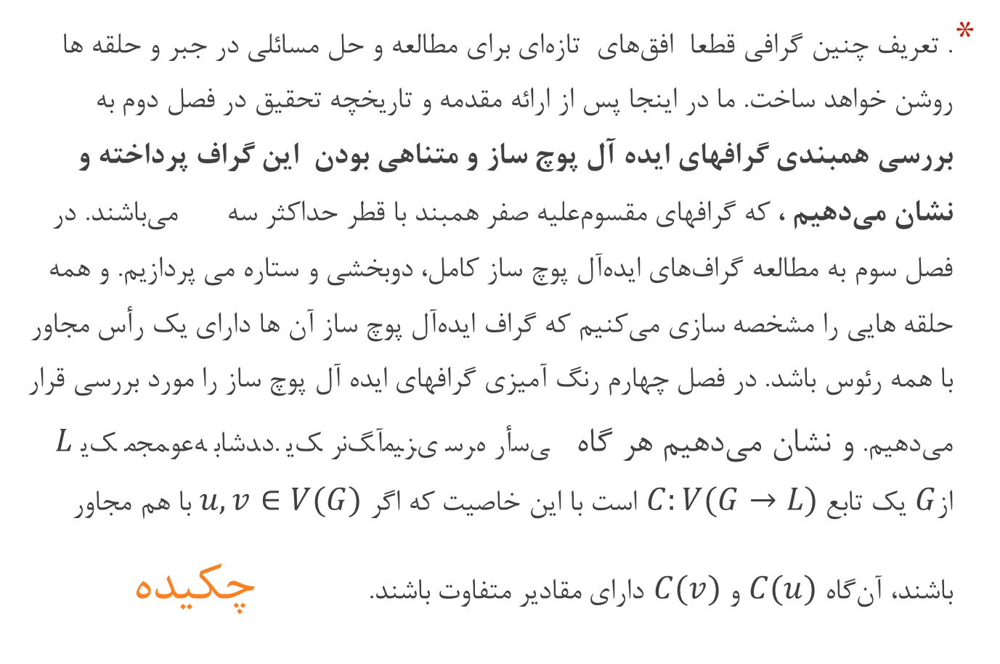 * . تعریف چنین گرافی قطعا افق‌های تازه‌ای برای مطالعه و حل مسائلی در جبر و حلقه ها
روشن خواهد ساخت. ما در اینجا پس از ارائه مقدمه و تاریخچه تحقیق در فصل دوم به
بررسی همبندی گرافهای ایده آل پوچ ساز و متناهی بودن این گراف پرداخته و
نشان می‌دهیم ، که گرافهای مقسوم‌علیه صفر همبند با قطر حداکثر سه می‌باشند. در
فصل سوم به مطالعه گراف‌های ایده‌آل پوچ ساز کامل، دوبخشی و ستاره می پردازیم. و همه
حلقه هایی را مشخصه سازی می‌کنیم که گراف ایده‌آل پوچ ساز آن ها دارای یک رأس مجاور
با همه رئوس باشد. در فصل چهارم رنگ آمیزی گرافهای ایده آل پوچ ساز را مورد بررسی قرار
می‌دهیم. و نشان می‌دهیم هر گاه ی‌سأر ه‌ر‌س ی‌ز‌یمآگ‌نر ک‌ی .د‌دشابـ ه‌عومجمـ ک‌یـ L
از G یک تابع C:V(G → L) است با این خاصیت که اگر u, v ∈ V(G) با هم مجاور
باشند، آن‌گاه C(u) و C(v) دارای مقادیر متفاوت باشند.
چکیده